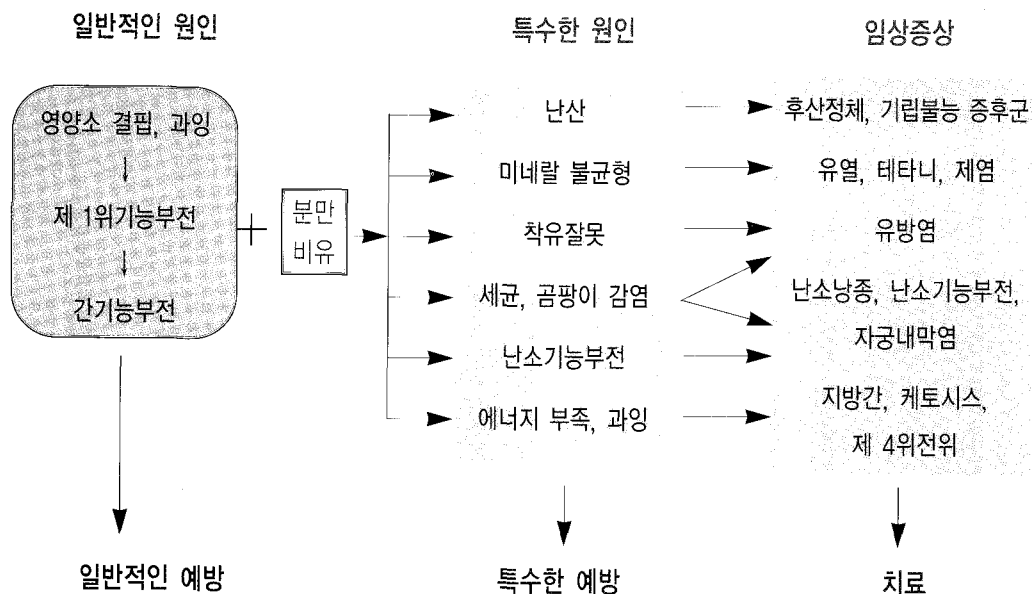 일반적인 원인
영양소 결핍, 과잉
제 1위기능부전
간기능부전
일반적인 예방
분만
비유
특수한 원인
난산
미네랄 불균형
착유잘못
세균, 곰팡이 감염
난소기능부전
에너지 부족, 과잉
특수한 예방
임상증상
후산정체, 기립불능 증후군
유열, 테타니, 제염
유방염
난소낭종, 난소기능부전,
자궁내막염
지방간, 케토시스,
제 4위전위
치료